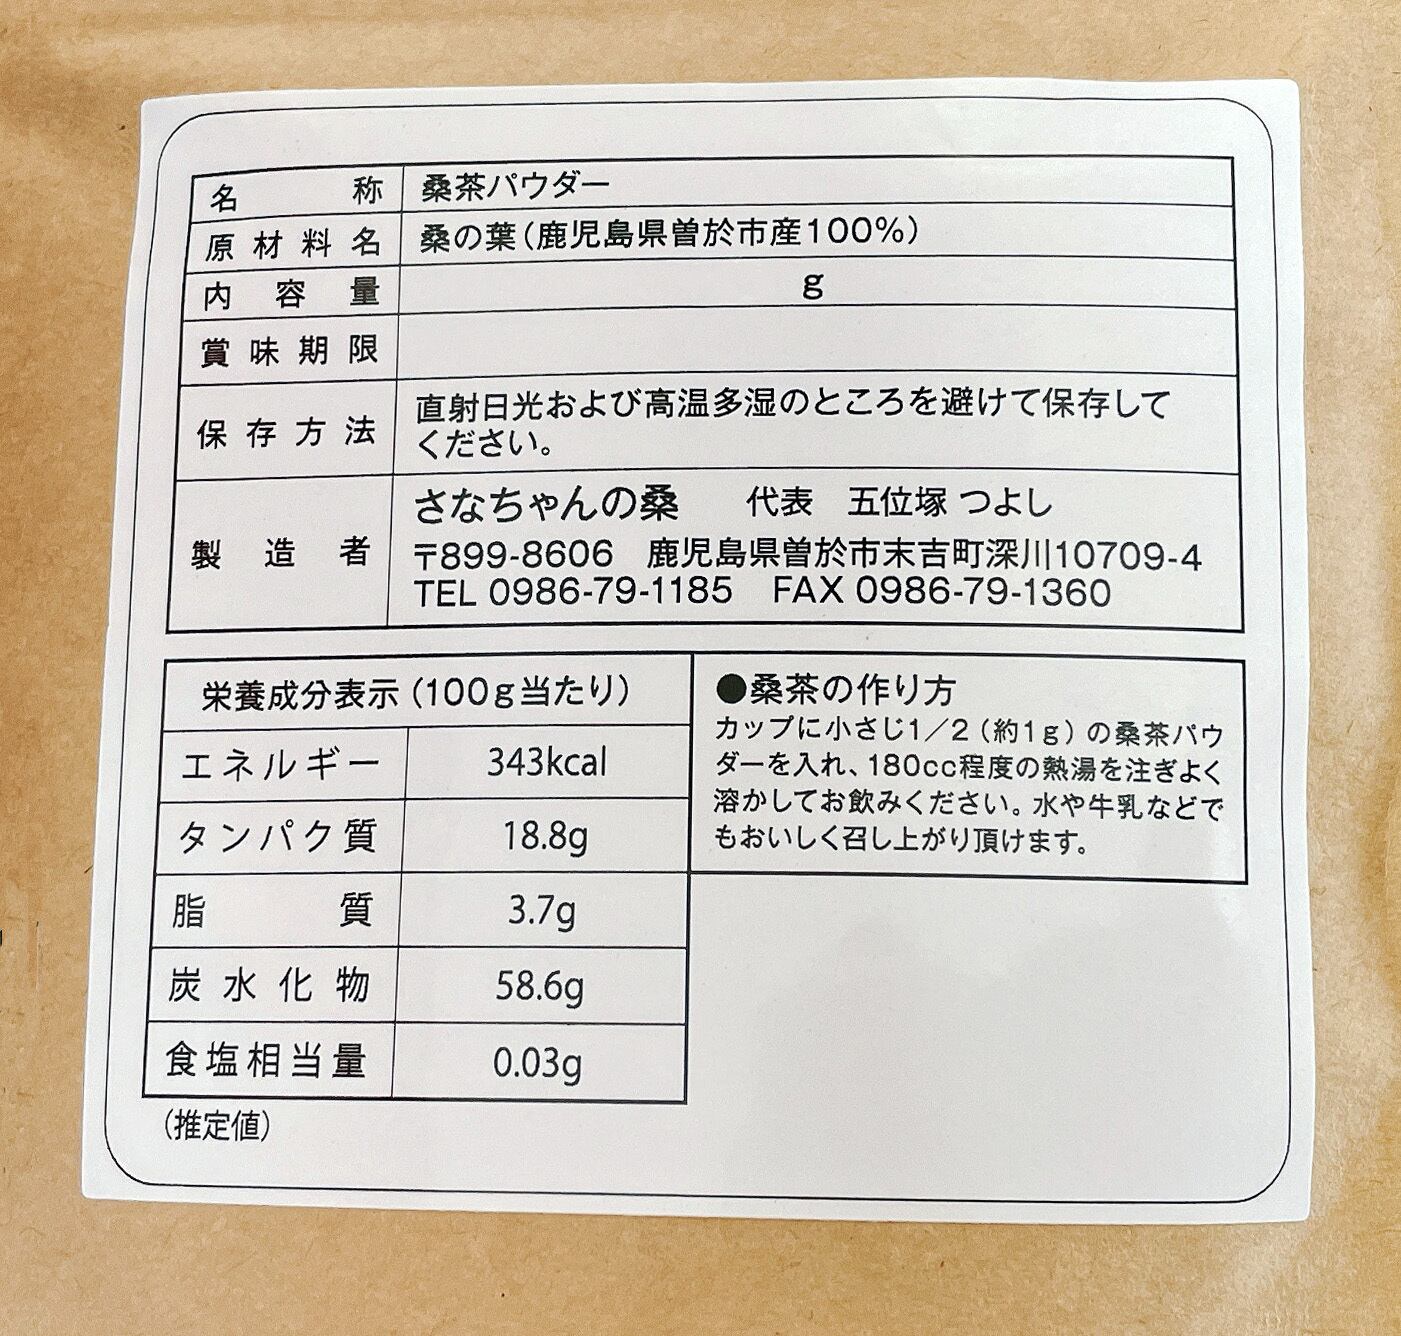 名称 桑茶パウダー
原材料名 桑の葉(鹿児島県曽於市産100%)
内容量 g
賞味期限
保存方法 直射日光および高温多湿のところを避けて保存して
ください。
製造者 さなちゃんの桑 代表 五位塚 つよし
〒899-8606 鹿児島県曽於市末吉町深川10709-4
TEL 0986-79-1185 FAX 0986-79-1360
栄養成分表示(100g当たり)
エネルギー 343kcal
タンパク質 18.8g
脂質 3.7g
炭水化物 58.6g
食塩相当量 0.03g
(推定値)
●桑茶の作り方
カップに小さじ1/2(約1g)の桑茶パウ
ダーを入れ、180cc程度の熱湯を注ぎよく
溶かしてお飲みください。水や牛乳などで
もおいしく召し上がり頂けます。